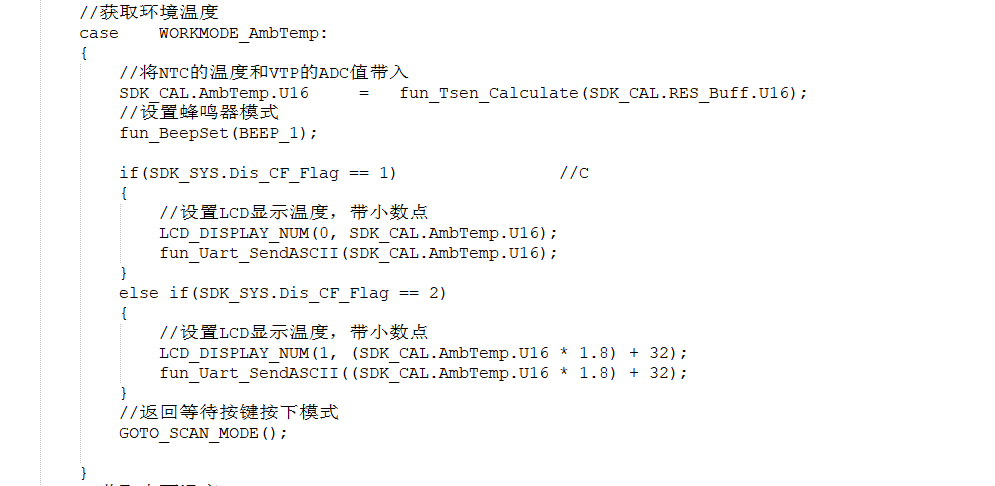 //获取环境温度
case    WORKMODE_AmbTemp:
{
    //将NTC的温度和VTP的ADC值带入
    SDK_CAL.AmbTemp.U16     =   fun_Tsen_Calculate(SDK_CAL.RES_Buff.U16);
    //设置蜂鸣器模式
    fun_BeepSet(BEEP_1);

    if(SDK_SYS.Dis_CF_Flag == 1)                //C
    {
        //设置LCD显示温度，带小数点
        LCD_DISPLAY_NUM(0, SDK_CAL.AmbTemp.U16);
        fun_Uart_SendASCII(SDK_CAL.AmbTemp.U16);
    }
    else if(SDK_SYS.Dis_CF_Flag == 2)
    {
        //设置LCD显示温度，带小数点
        LCD_DISPLAY_NUM(1, (SDK_CAL.AmbTemp.U16 * 1.8) + 32);
        fun_Uart_SendASCII((SDK_CAL.AmbTemp.U16 * 1.8) + 32);
    }
    //返回等待按键按下模式
    GOTO_SCAN_MODE();

}